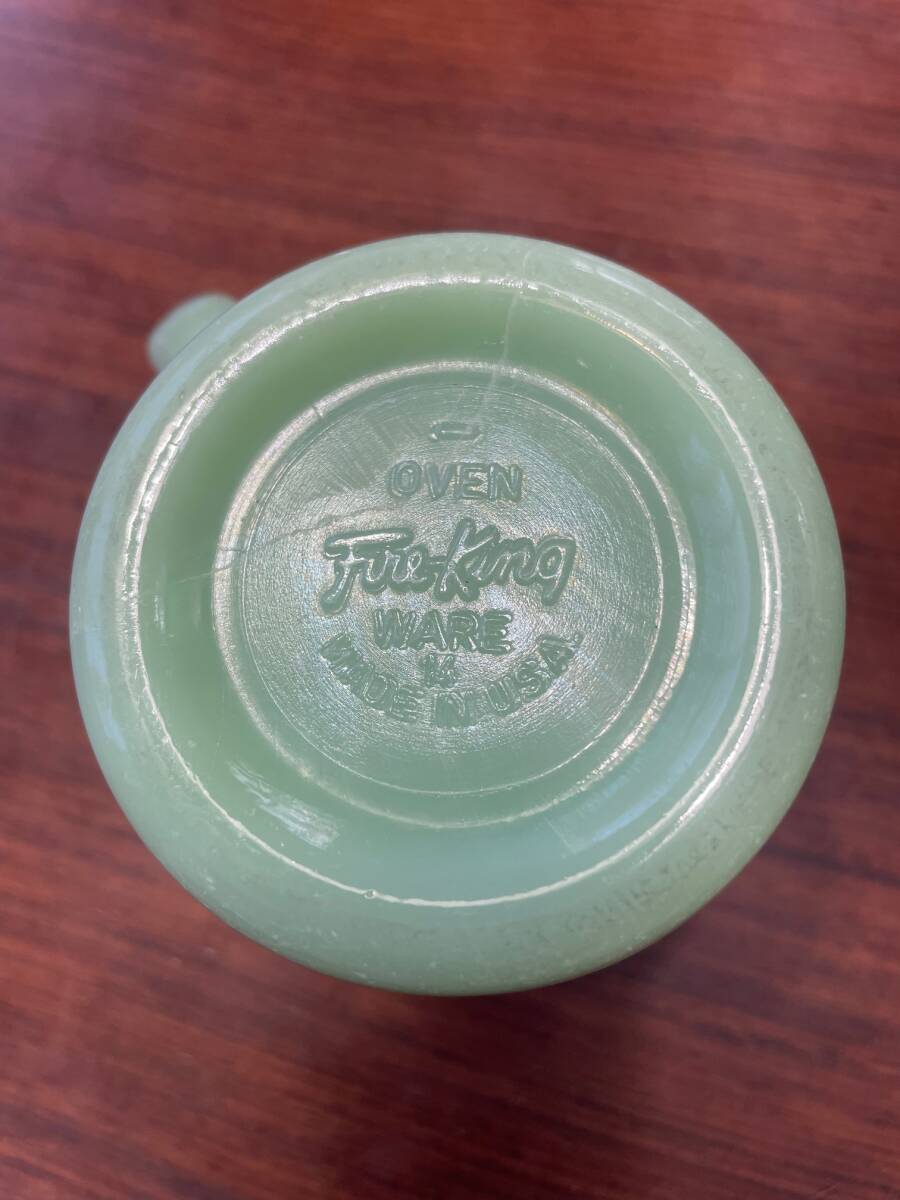 OVEN
Fire-King
WARE
14
MADE IN U.S.A.